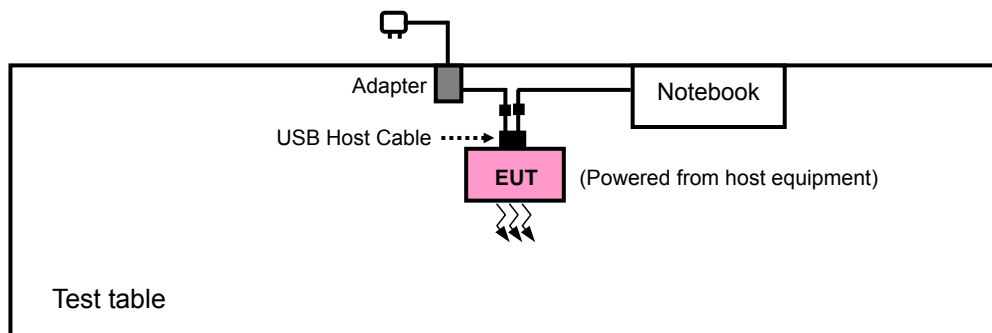 Adapter
Notebook
USB Host Cable
EUT
(Powered from host equipment)
Test table